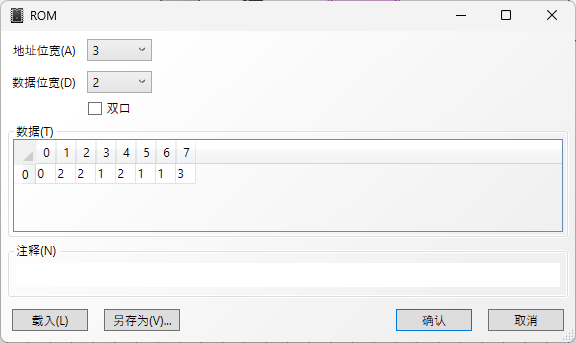 ROM
地址位宽(A) 3
数据位宽(D) 2
双口
数据(T)
0 1 2 3 4 5 6 7
0 0 2 2 1 2 1 1 3
注释(N)
载入(L) 另存为(V)... 确认 取消